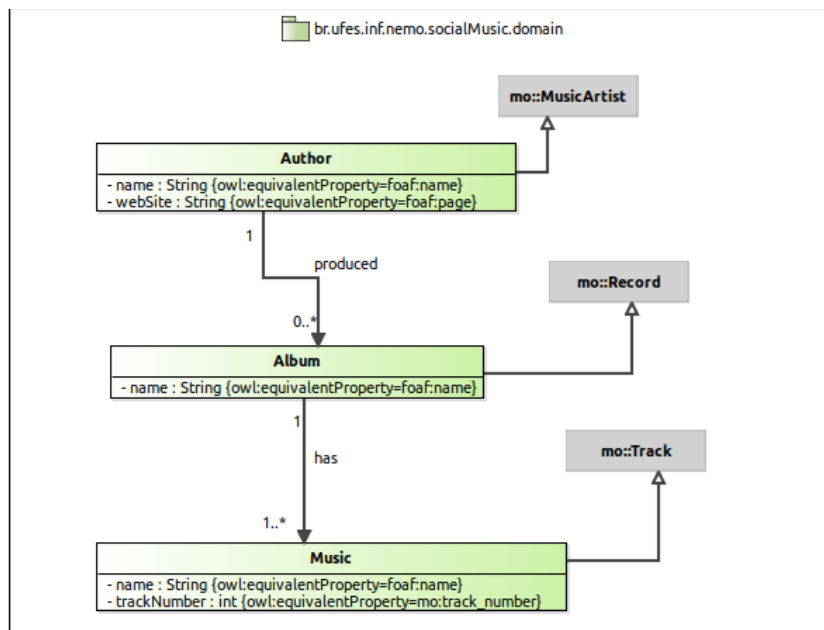 br.ufes.inf.nemo.socialMusic.domain
mo::MusicArtist
Author
- name : String {owl:equivalentProperty=foaf:name}
- webSite : String {owl:equivalentProperty=foaf:page}
1
produced
mo::Record
0..*
Album
- name : String {owl:equivalentProperty=foaf:name}
1
mo::Track
has
1..*
Music
- name : String {owl:equivalentProperty=foaf:name}
- trackNumber : int {owl:equivalentProperty=mo:track_number}